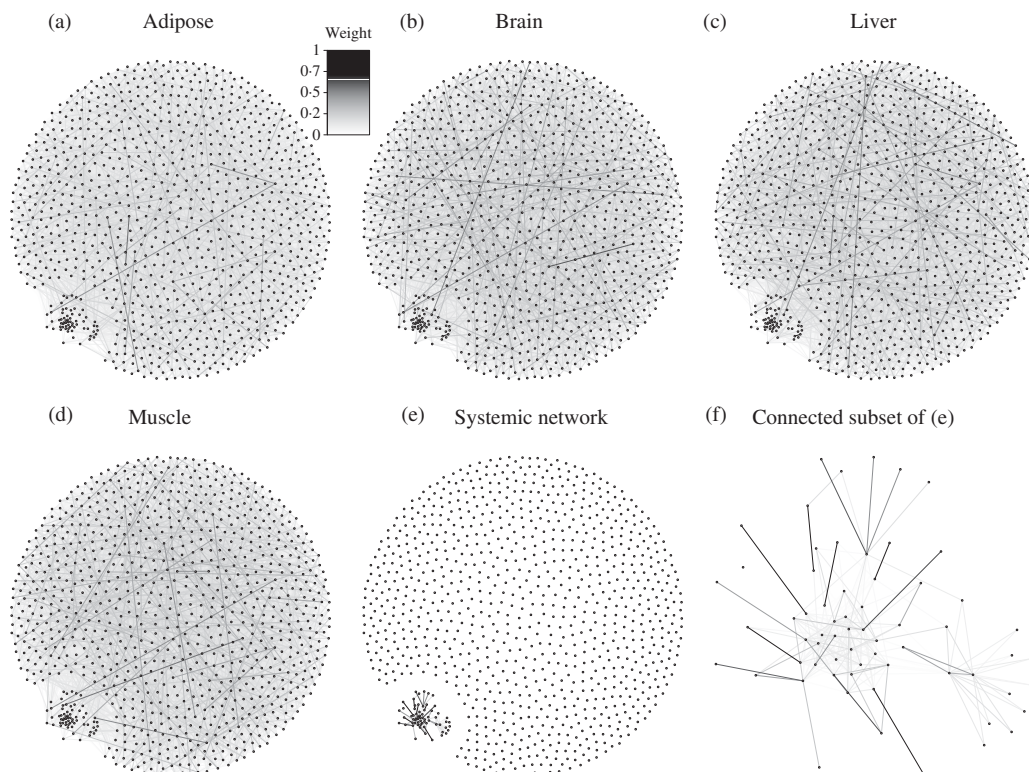 (a) Adipose
Weight
1
0·7
0·5
0·2
0
(b) Brain
(c) Liver
(d) Muscle
(e) Systemic network
(f) Connected subset of (e)